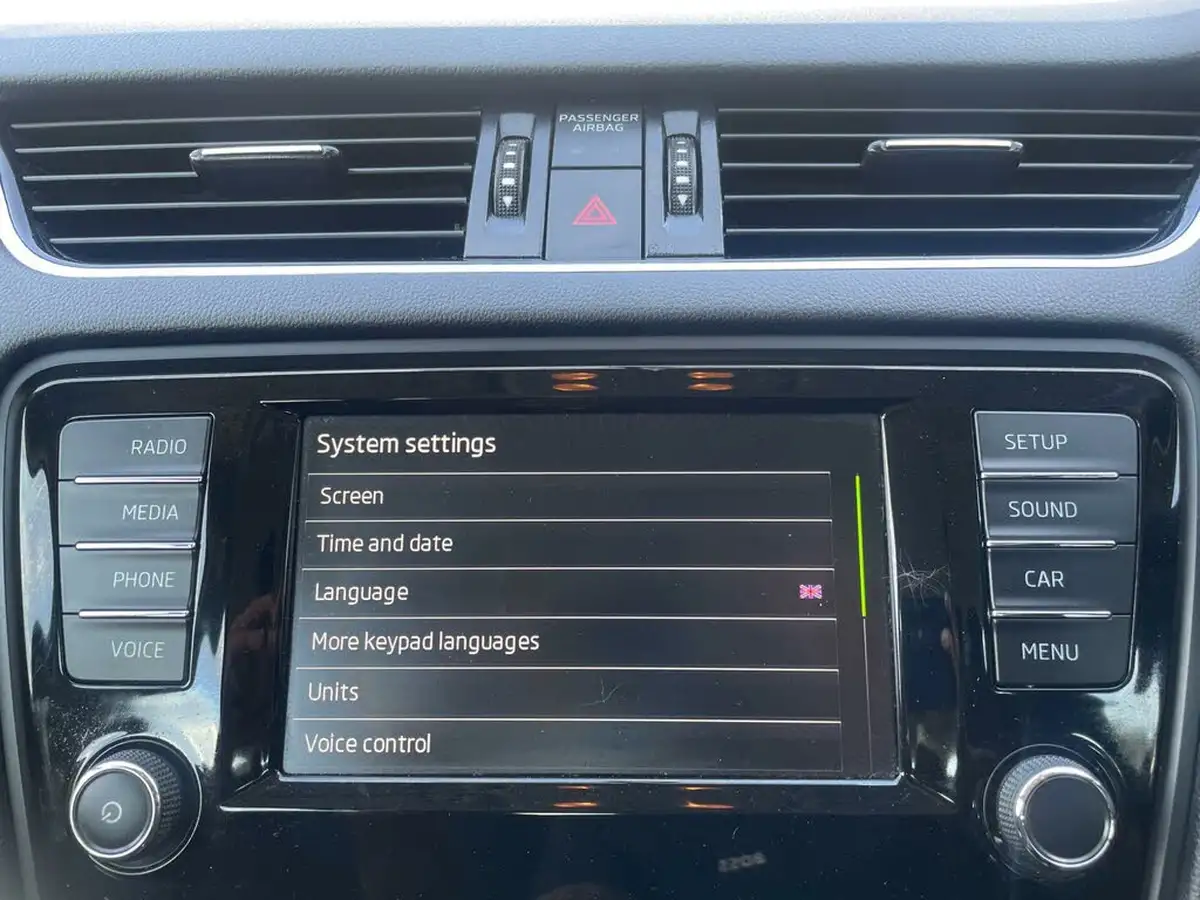 PASSENGER
AIRBAG
RADIO
MEDIA
PHONE
VOICE
System settings
Screen
Time and date
Language
More keypad languages
Units
Voice control
SETUP
SOUND
CAR
MENU